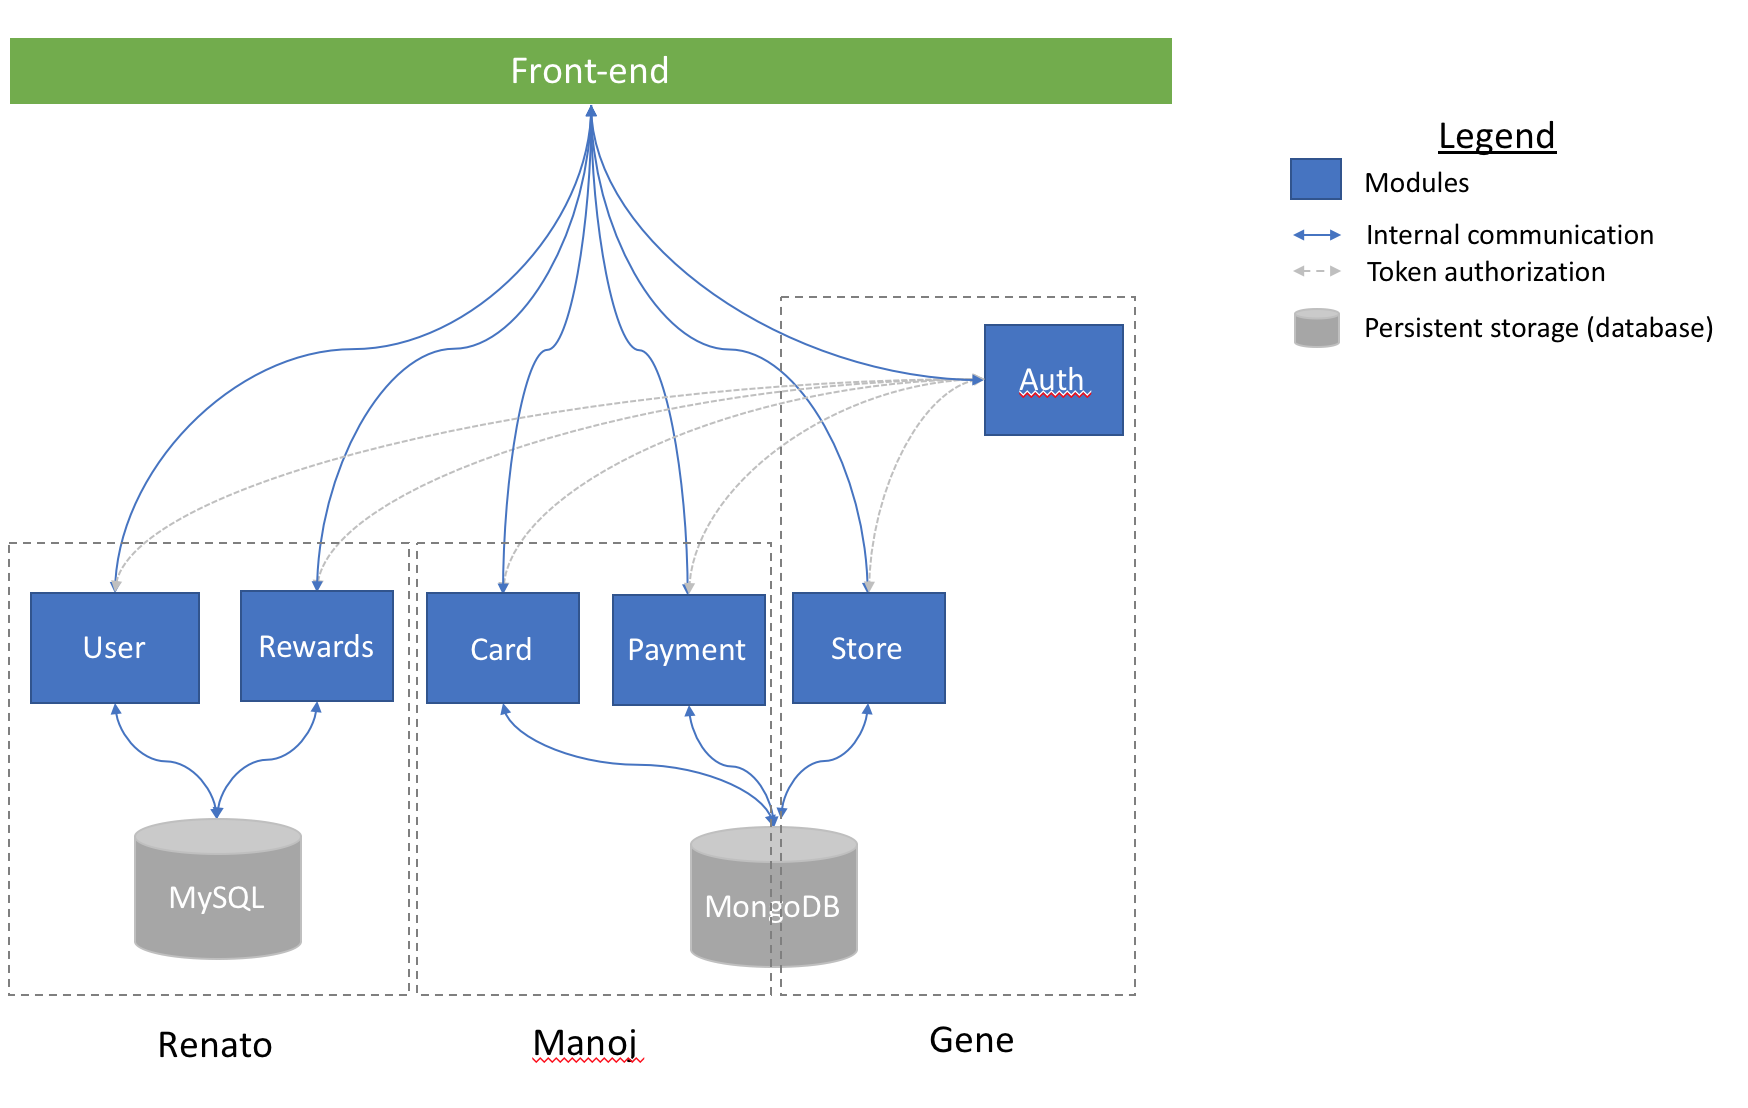 Front-end
Legend
Modules
Internal communication
Token authorization
Persistent storage (database)
Auth
User
Rewards
Card
Payment
Store
MySQL
MongoDB
Renato
Manoj
Gene